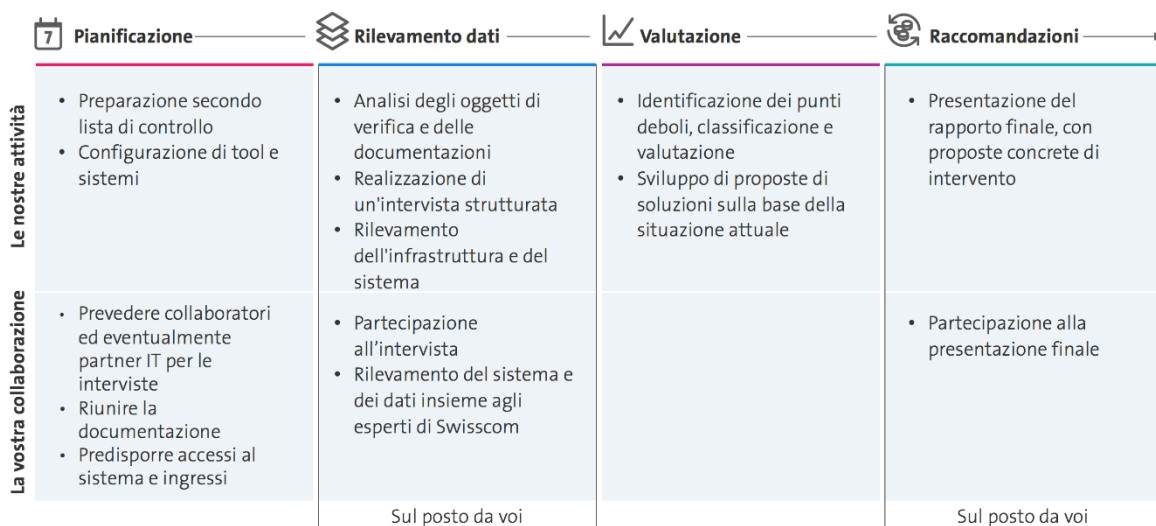 7
Pianificazione
Rilevamento dati
Valutazione
Raccomandazioni
Le nostre attività
• Preparazione secondo
lista di controllo
• Configurazione di tool e
sistemi
• Analisi degli oggetti di
verifica e delle
documentazioni
• Realizzazione di
un'intervista strutturata
• Rilevamento
dell'infrastruttura e del
sistema
• Identificazione dei punti
deboli, classificazione e
valutazione
• Sviluppo di proposte di
soluzioni sulla base della
situazione attuale
• Presentazione del
rapporto finale, con
proposte concrete di
intervento
La vostra collaborazione
• Prevedere collaboratori
ed eventualmente
partner IT per le
interviste
• Riunire la
documentazione
• Predisporre accessi al
sistema e ingressi
• Partecipazione
all’intervista
• Rilevamento del sistema e
dei dati insieme agli
esperti di Swisscom
• Partecipazione alla
presentazione finale
Sul posto da voi
Sul posto da voi